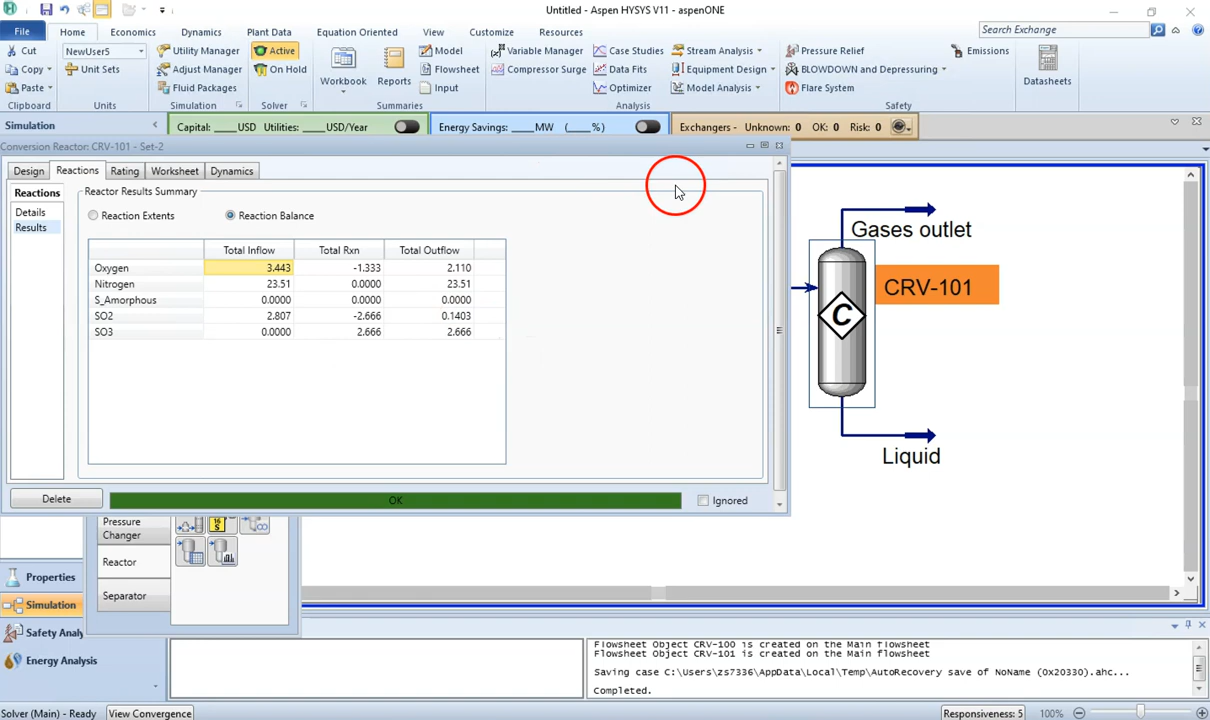 Untitled - Aspen HYSYS V11 - aspenONE
File Home Economics Dynamics Plant Data Equation Oriented View Customize Resources Search Exchange
Cut NewUser5 Utility Manager Active Model Variable Manager Case Studies Stream Analysis Pressure Relief Emissions
Copy Unit Sets Adjust Manager On Hold Workbook Reports Flowsheet Compressor Surge Data Fits Equipment Design BLOWDOWN and Depressuring Datasheets
Paste Fluid Packages Input Optimizer Model Analysis Flare System
Clipboard Units Simulation Solver Summaries Analysis Safety
Simulation Capital: ____USD Utilities: ____USD/Year Energy Savings: ____MW (____%) Exchangers - Unknown: 0 OK: 0 Risk: 0
Conversion Reactor: CRV-101 - Set-2
Design Reactions Rating Worksheet Dynamics
Reactions Reactor Results Summary
Details Reaction Extents Reaction Balance
Results
Total Inflow Total Rxn Total Outflow
Oxygen 3.443 -1.333 2.110
Nitrogen 23.51 0.0000 23.51
S_Amorphous 0.0000 0.0000 0.0000
SO2 2.807 -2.666 0.1403
SO3 0.0000 2.666 2.666
Delete OK Ignored
Gases outlet
CRV-101
C
Liquid
Pressure
Changer
Reactor
Separator
Properties
Simulation
Safety Analy
Energy Analysis
Flowsheet Object CRV-100 is created on the Main flowsheet
Flowsheet Object CRV-101 is created on the Main flowsheet
Saving case C:\Users\zs7336\AppData\Local\Temp\AutoRecovery save of NoName (0x20330).ahc...
Completed.
Solver (Main) - Ready View Convergence Responsiveness: 5 100%